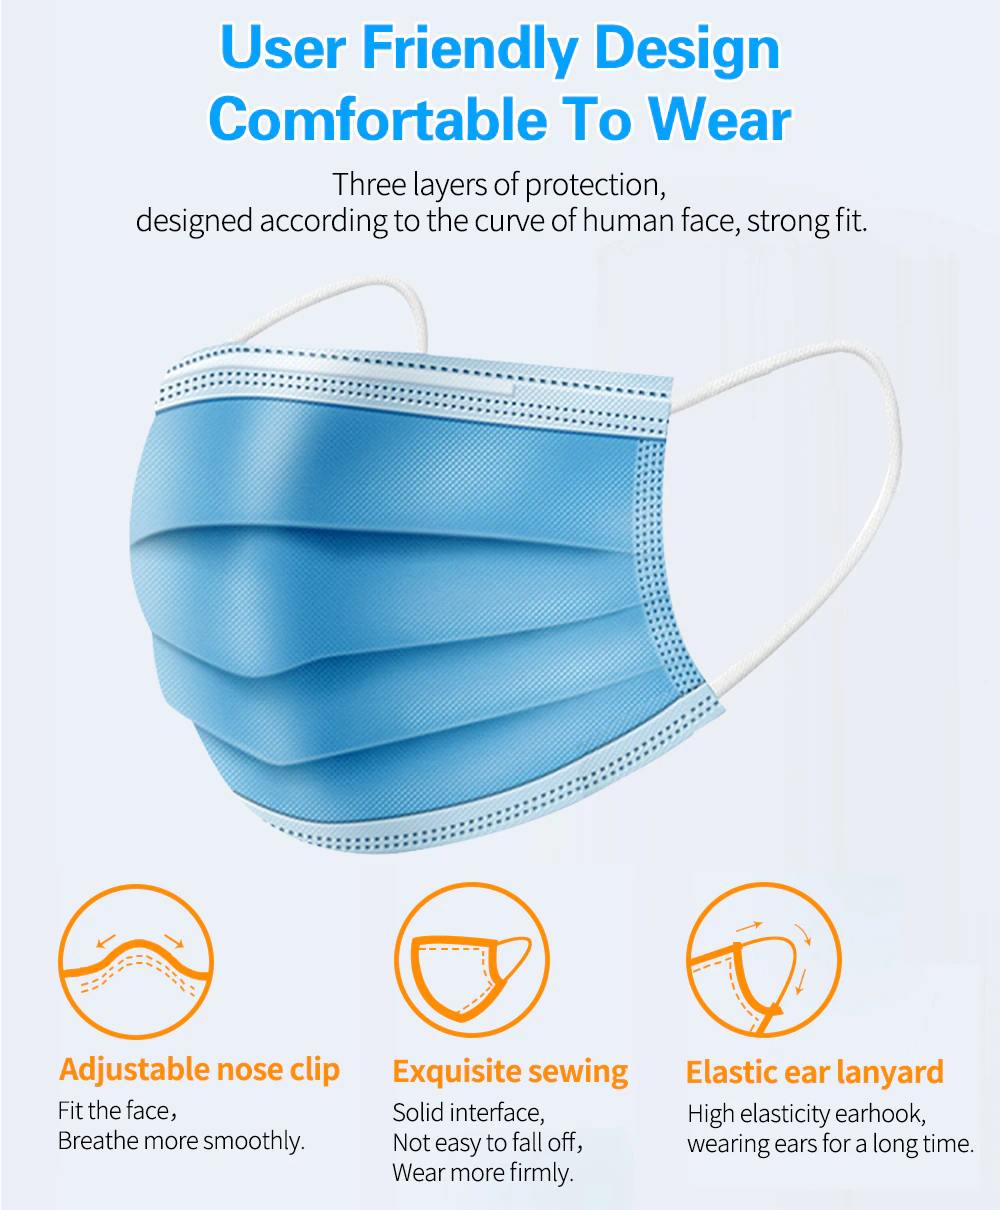 User Friendly Design
Comfortable To Wear
Three layers of protection,
designed according to the curve of human face, strong fit.
Adjustable nose clip
Fit the face,
Breathe more smoothly.
Exquisite sewing
Solid interface,
Not easy to fall off,
Wear more firmly.
Elastic ear lanyard
High elasticity earhook,
wearing ears for a long time.